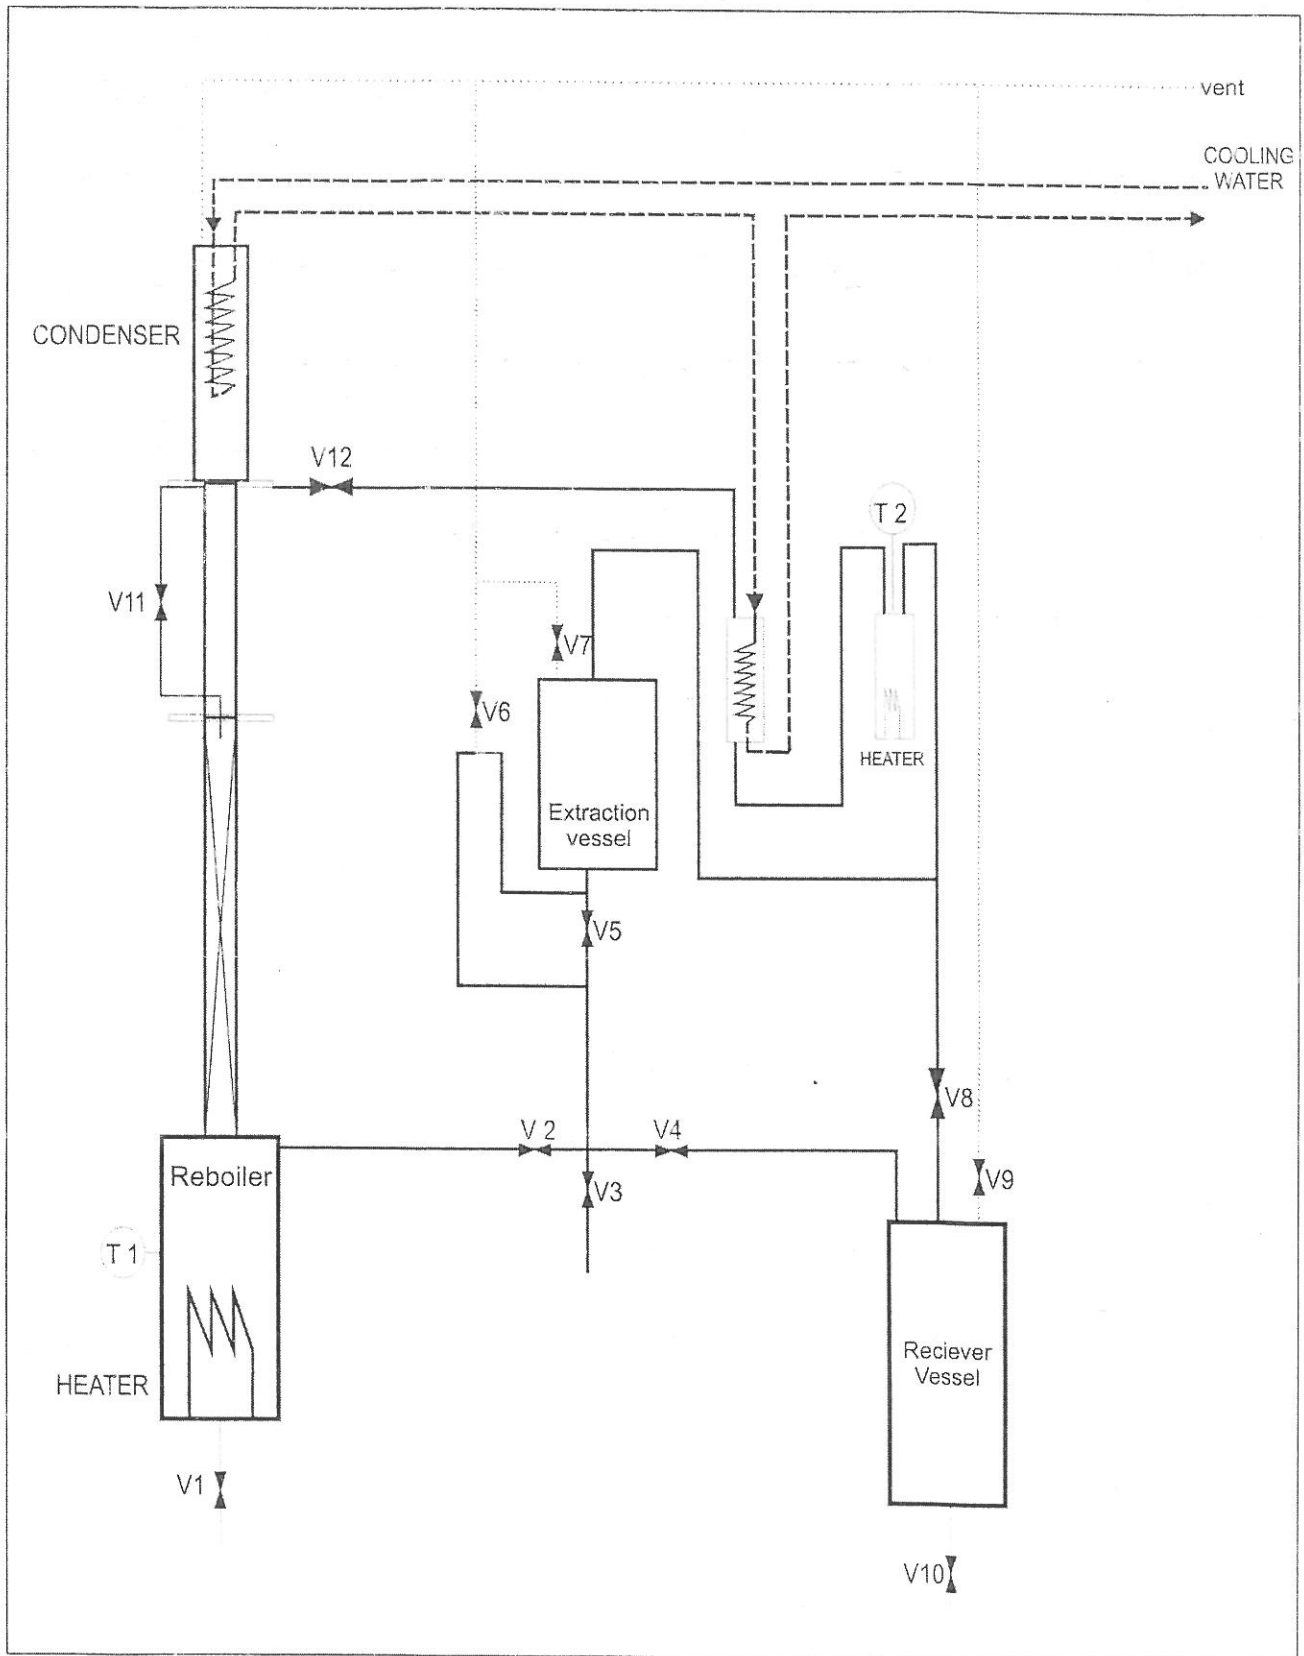 vent
COOLING
WATER
CONDENSER
V12
T 2
V11
V7
V6
HEATER
Extraction
vessel
V5
V8
V 2
V4
Reboiler
V3
V9
T 1
Reciever
Vessel
HEATER
V1
V10